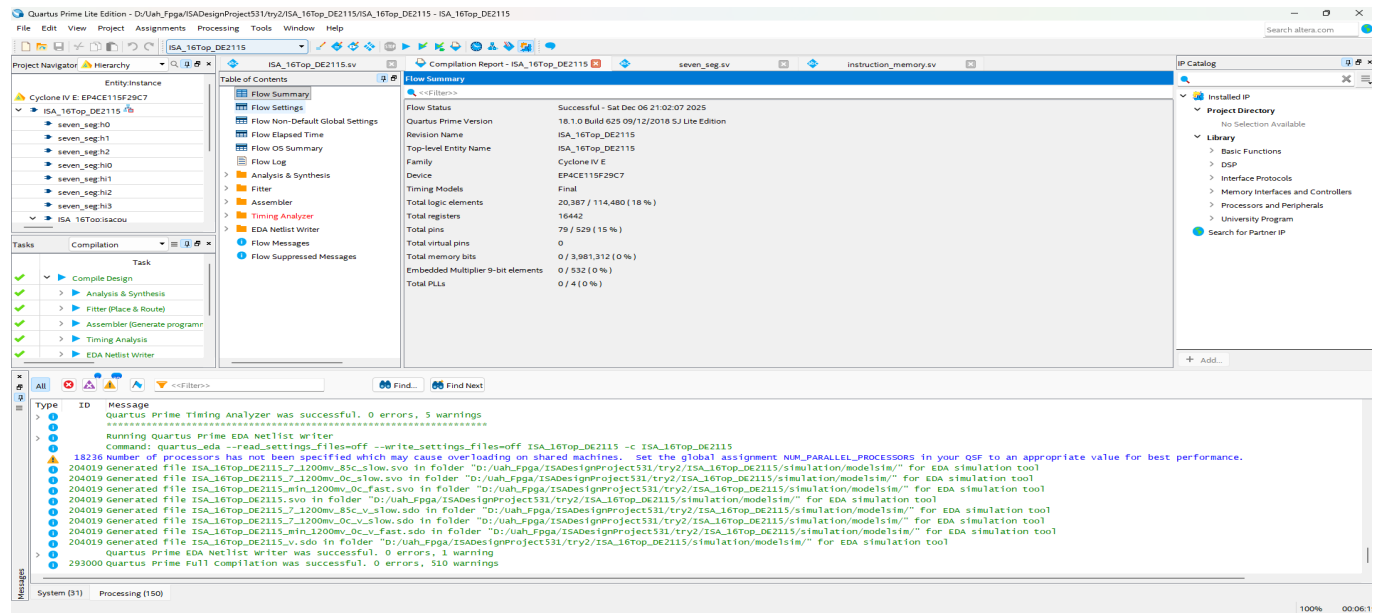 Quartus Prime Lite Edition - D:/Uah_Fpga/ISADesignProject531/try2/ISA_16Top_DE2115/ISA_16Top_DE2115 - ISA_16Top_DE2115
File Edit View Project Assignments Processing Tools Window Help
Search altera.com
ISA_16Top_DE2115
Project Navigator Hierarchy
Entity:Instance
Cyclone IV E: EP4CE115F29C7
ISA_16Top_DE2115
seven_seg:h0
seven_seg:h1
seven_seg:h2
seven_seg:hi0
seven_seg:hi1
seven_seg:hi2
seven_seg:hi3
ISA_16Top:isacpu
Tasks Compilation
Task
Compile Design
Analysis & Synthesis
Fitter (Place & Route)
Assembler (Generate programm
Timing Analysis
EDA Netlist Writer
ISA_16Top_DE2115.sv
Compilation Report - ISA_16Top_DE2115
seven_seg.sv
instruction_memory.sv
Table of Contents
Flow Summary
Flow Settings
Flow Non-Default Global Settings
Flow Elapsed Time
Flow OS Summary
Flow Log
Analysis & Synthesis
Fitter
Assembler
Timing Analyzer
EDA Netlist Writer
Flow Messages
Flow Suppressed Messages
Flow Summary
<<Filter>>
Flow Status Successful - Sat Dec 06 21:02:07 2025
Quartus Prime Version 18.1.0 Build 625 09/12/2018 SJ Lite Edition
Revision Name ISA_16Top_DE2115
Top-level Entity Name ISA_16Top_DE2115
Family Cyclone IV E
Device EP4CE115F29C7
Timing Models Final
Total logic elements 20,387 / 114,480 ( 18 % )
Total registers 16442
Total pins 79 / 529 ( 15 % )
Total virtual pins 0
Total memory bits 0 / 3,981,312 ( 0 % )
Embedded Multiplier 9-bit elements 0 / 532 ( 0 % )
Total PLLs 0 / 4 ( 0 % )
IP Catalog
Installed IP
Project Directory
No Selection Available
Library
Basic Functions
DSP
Interface Protocols
Memory Interfaces and Controllers
Processors and Peripherals
University Program
Search for Partner IP
+ Add...
All <<Filter>> Find... Find Next
Type ID Message
Quartus Prime Timing Analyzer was successful. 0 errors, 5 warnings
*******************************************************************
Running Quartus Prime EDA Netlist Writer
Command: quartus_eda --read_settings_files=off --write_settings_files=off ISA_16Top_DE2115 -c ISA_16Top_DE2115
18236 Number of processors has not been specified which may cause overloading on shared machines. Set the global assignment NUM_PARALLEL_PROCESSORS in your QSF to an appropriate value for best performance.
204019 Generated file ISA_16Top_DE2115_7_1200mv_85c_slow.svo in folder "D:/Uah_Fpga/ISADesignProject531/try2/ISA_16Top_DE2115/simulation/modelsim/" for EDA simulation tool
204019 Generated file ISA_16Top_DE2115_7_1200mv_0c_slow.svo in folder "D:/Uah_Fpga/ISADesignProject531/try2/ISA_16Top_DE2115/simulation/modelsim/" for EDA simulation tool
204019 Generated file ISA_16Top_DE2115_min_1200mv_0c_fast.svo in folder "D:/Uah_Fpga/ISADesignProject531/try2/ISA_16Top_DE2115/simulation/modelsim/" for EDA simulation tool
204019 Generated file ISA_16Top_DE2115.svo in folder "D:/Uah_Fpga/ISADesignProject531/try2/ISA_16Top_DE2115/simulation/modelsim/" for EDA simulation tool
204019 Generated file ISA_16Top_DE2115_7_1200mv_85c_v_slow.sdo in folder "D:/Uah_Fpga/ISADesignProject531/try2/ISA_16Top_DE2115/simulation/modelsim/" for EDA simulation tool
204019 Generated file ISA_16Top_DE2115_7_1200mv_0c_v_slow.sdo in folder "D:/Uah_Fpga/ISADesignProject531/try2/ISA_16Top_DE2115/simulation/modelsim/" for EDA simulation tool
204019 Generated file ISA_16Top_DE2115_min_1200mv_0c_v_fast.sdo in folder "D:/Uah_Fpga/ISADesignProject531/try2/ISA_16Top_DE2115/simulation/modelsim/" for EDA simulation tool
204019 Generated file ISA_16Top_DE2115_v.sdo in folder "D:/Uah_Fpga/ISADesignProject531/try2/ISA_16Top_DE2115/simulation/modelsim/" for EDA simulation tool
Quartus Prime EDA Netlist Writer was successful. 0 errors, 1 warning
293000 Quartus Prime Full Compilation was successful. 0 errors, 510 warnings
Messages
System (31) Processing (150)
100% 00:06:1